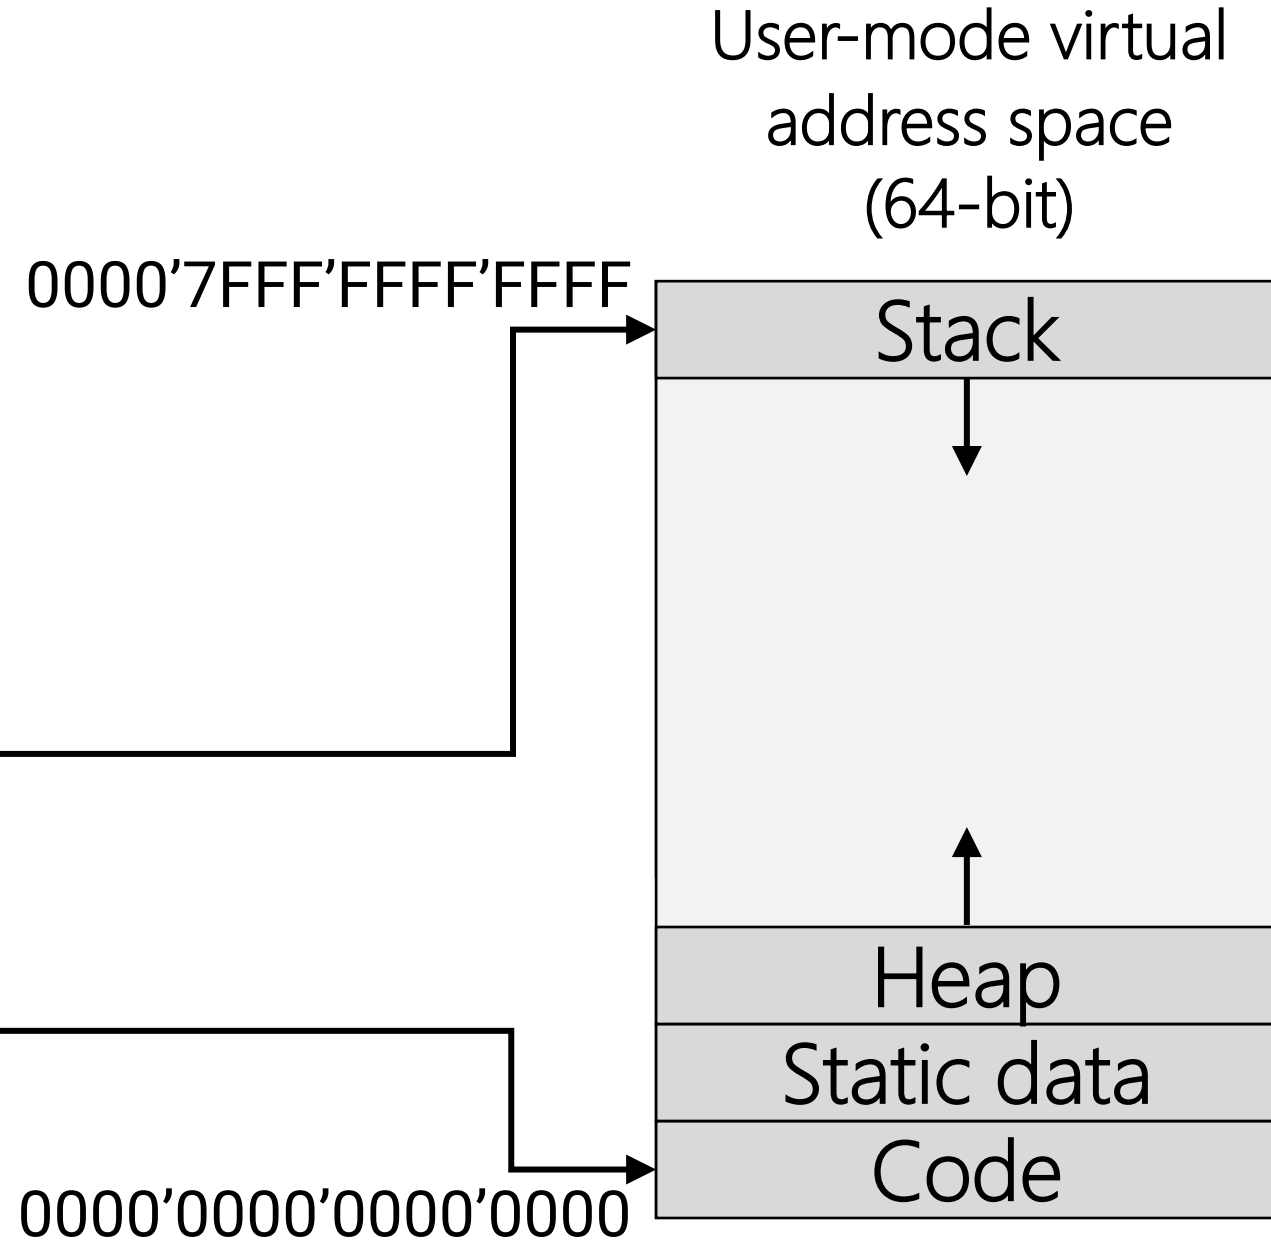 User-mode virtual
address space
(64-bit)
0000’7FFF’FFFF’FFFF
Stack
Heap
Static data
Code
0000’0000’0000’0000